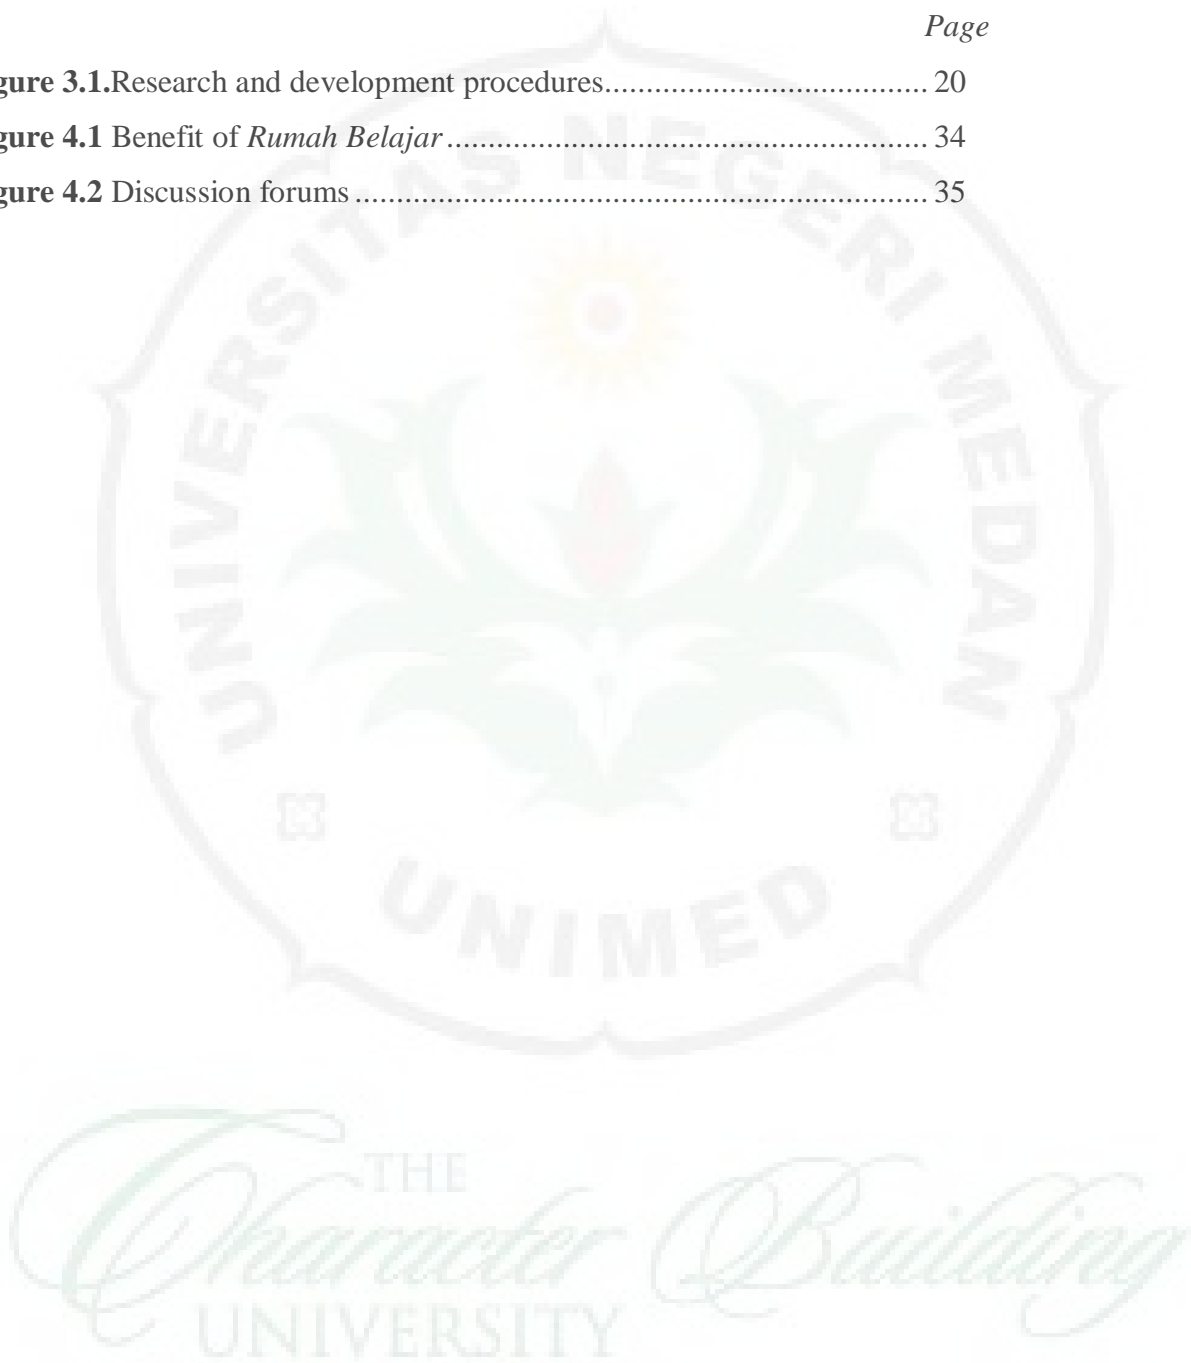 Page
gure 3.1.Research and development procedures....................................... 20
gure 4.1 Benefit of Rumah Belajar.......................................................... 34
gure 4.2 Discussion forums ..................................................................... 35
UNIVERSITAS NEGERI MEDAN
UNIMED
THE
Character Building
UNIVERSITY